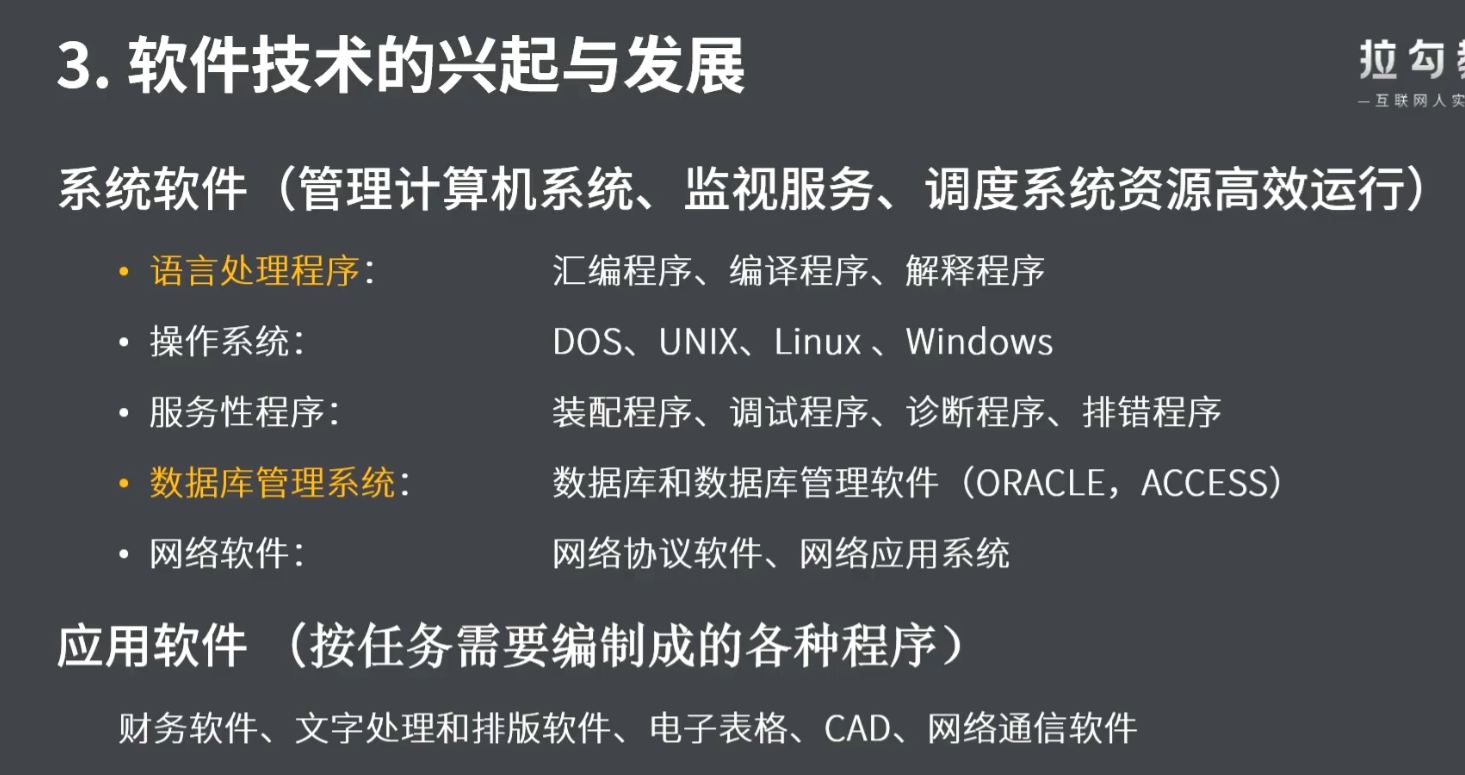 3. 软件技术的兴起与发展
拉勾
—互联网人实
系统软件（管理计算机系统、监视服务、调度系统资源高效运行）
• 语言处理程序： 汇编程序、编译程序、解释程序
• 操作系统： DOS、UNIX、Linux 、Windows
• 服务性程序： 装配程序、调试程序、诊断程序、排错程序
• 数据库管理系统： 数据库和数据库管理软件（ORACLE，ACCESS）
• 网络软件： 网络协议软件、网络应用系统
应用软件 （按任务需要编制成的各种程序）
财务软件、文字处理和排版软件、电子表格、CAD、网络通信软件